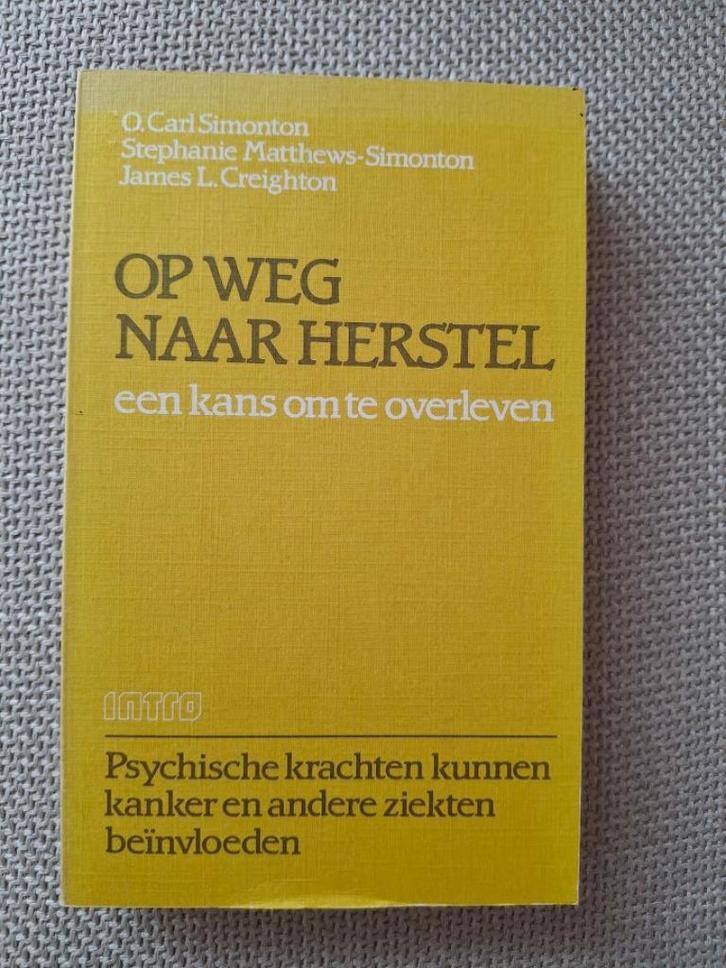 O. Carl Simonton
Stephanie Matthews-Simonton
James L. Creighton
OP WEG
NAAR HERSTEL
een kans om te overleven
INTRO
Psychische krachten kunnen
kanker en andere ziekten
beïnvloeden